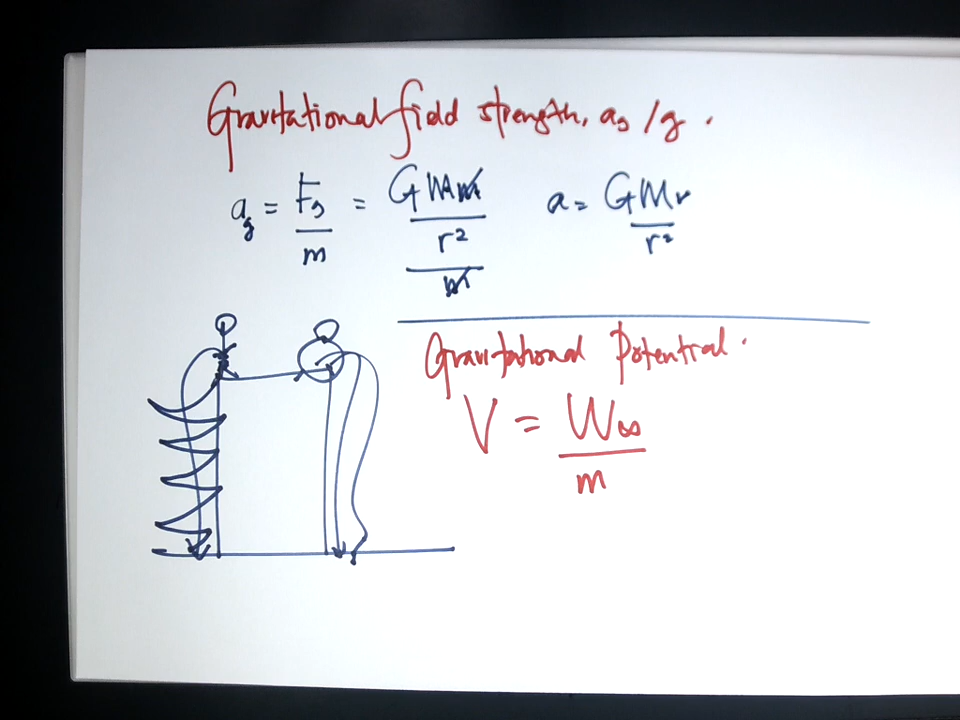 Gravitational field strength, ag /g.
ag = Fg/m = GMm/r²/m a = GMr/r²
Gravitational Potential.
V = W∞/m